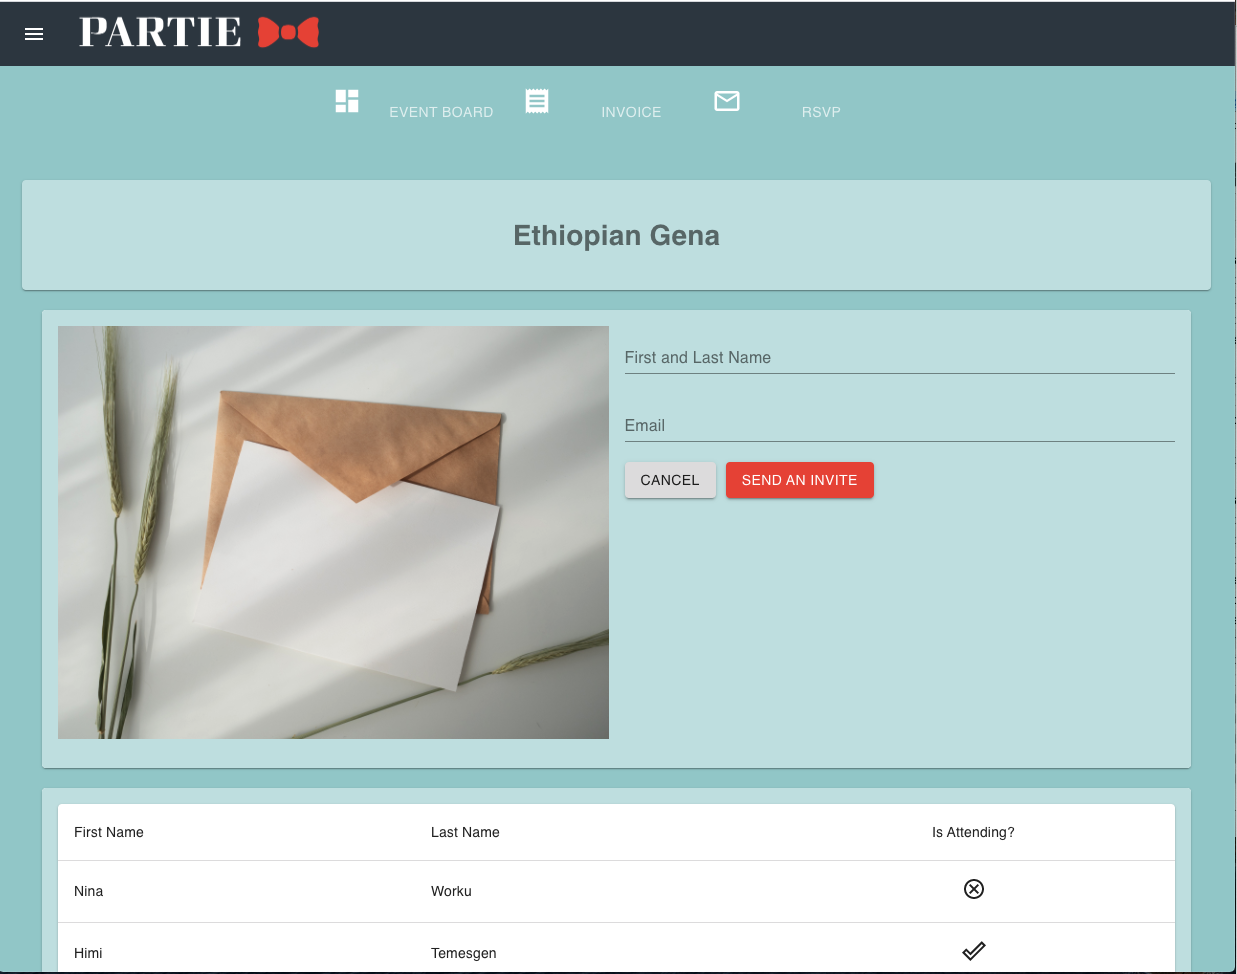 PARTIE
EVENT BOARD INVOICE RSVP
Ethiopian Gena
First and Last Name
Email
CANCEL SEND AN INVITE
First Name Last Name Is Attending?
Nina Worku
Himi Temesgen